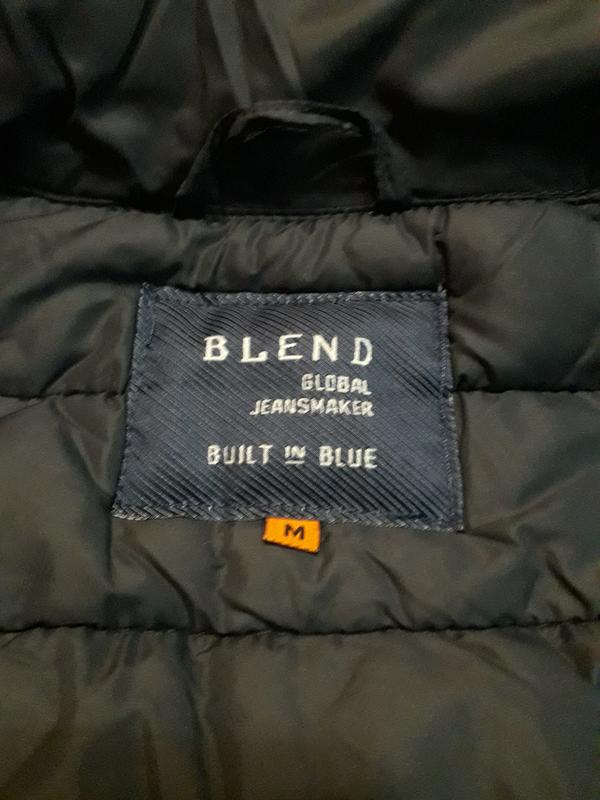 BLEND
GLOBAL
JEANSMAKER
BUILT IN BLUE
M